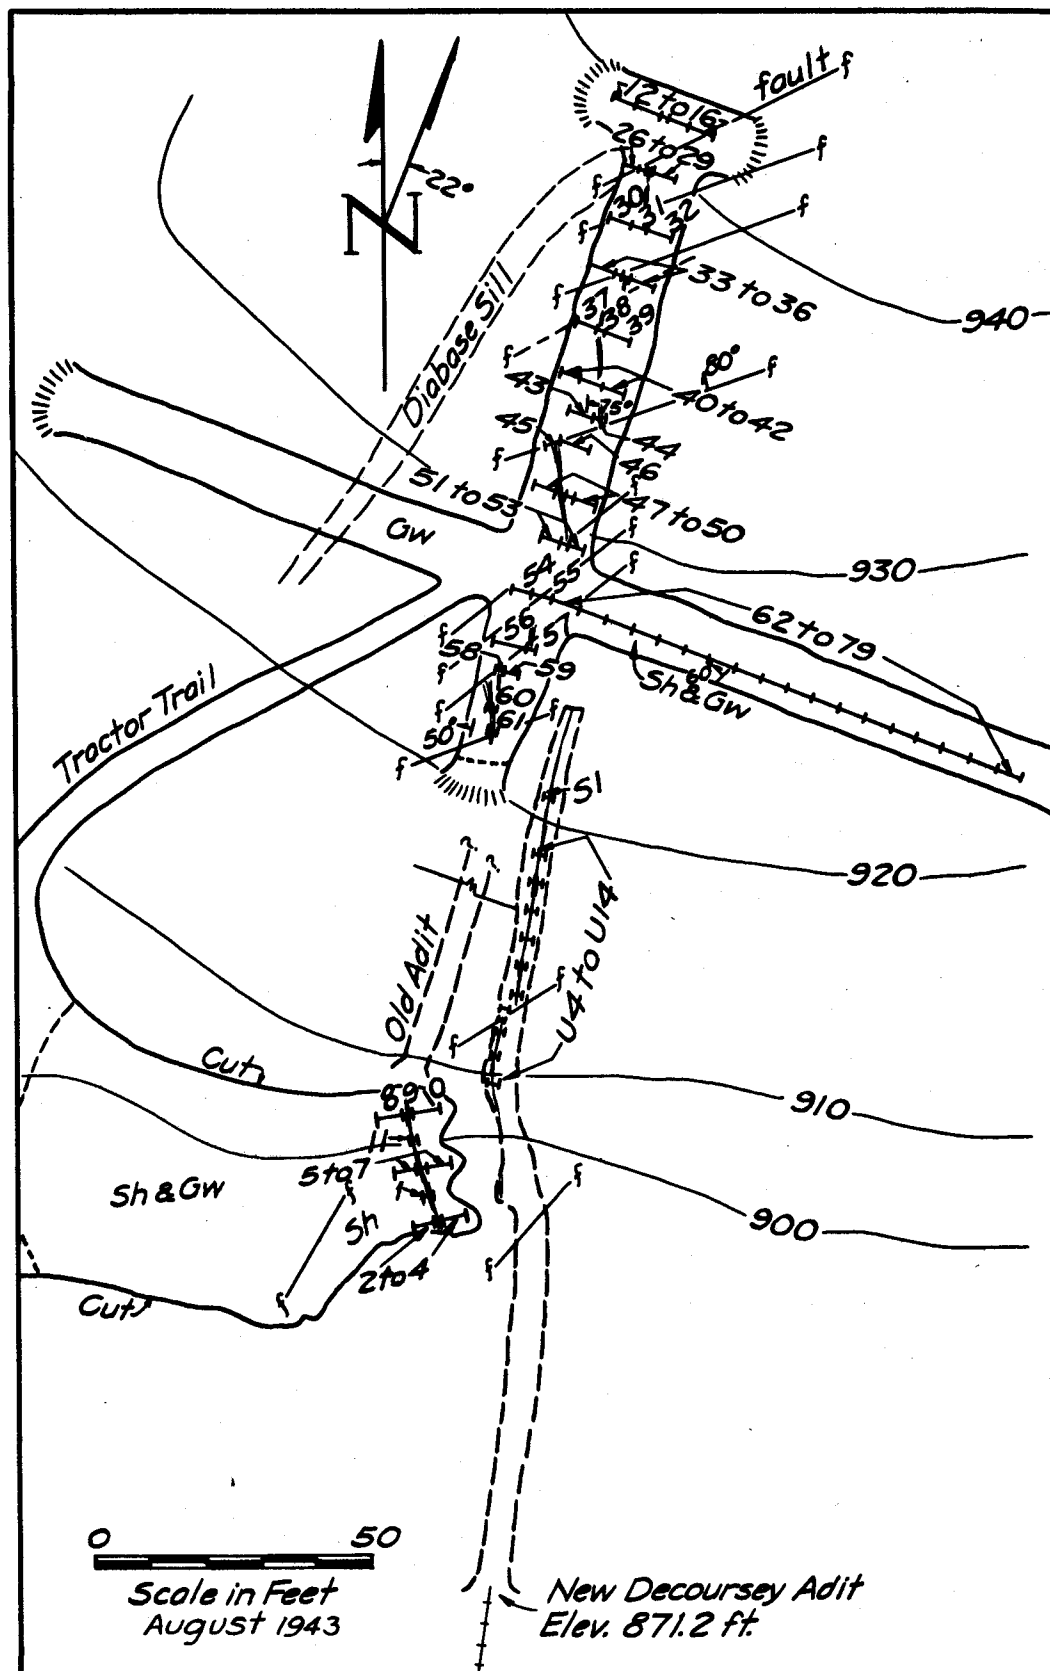 fault f
12 to 16
26 to 29
f
22°
f
30 31 32
f
f
33 to 36
f
940
37 38 39
Diabase Sill
f
80°
f
43
75°
40 to 42
45
44
f
46
51 to 53
f
47 to 50
Gw
f
930
54 55
f
62 to 79
56
57
f
58
59
f
Sh & Gw
60°
60
f
61
f
50°
Tractor Trail
f
N
S1
920
?
?
Old Adit
U4 to U14
f
f
Cut
8 9 0
910
11
5 to 7
Sh & Gw
f
f
Sh
900
2 to 4
f
f
Cut
0 50
Scale in Feet
August 1943
New Decoursey Adit
Elev. 871.2 ft.